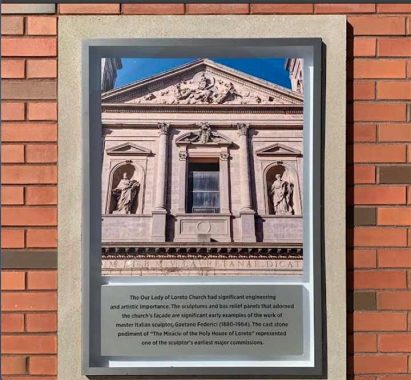 The Our Lady of Loreto Church had significant engineering
and artistic importance. The sculptures and bas relief panels that adorned
the church's facade are significant early examples of the work of
master Italian sculptor, Gaetano Federici (1880-1964). The cast stone
pediment of "The Miracle of the Holy House of Loreto" represented
one of the sculptor's earliest major commissions.